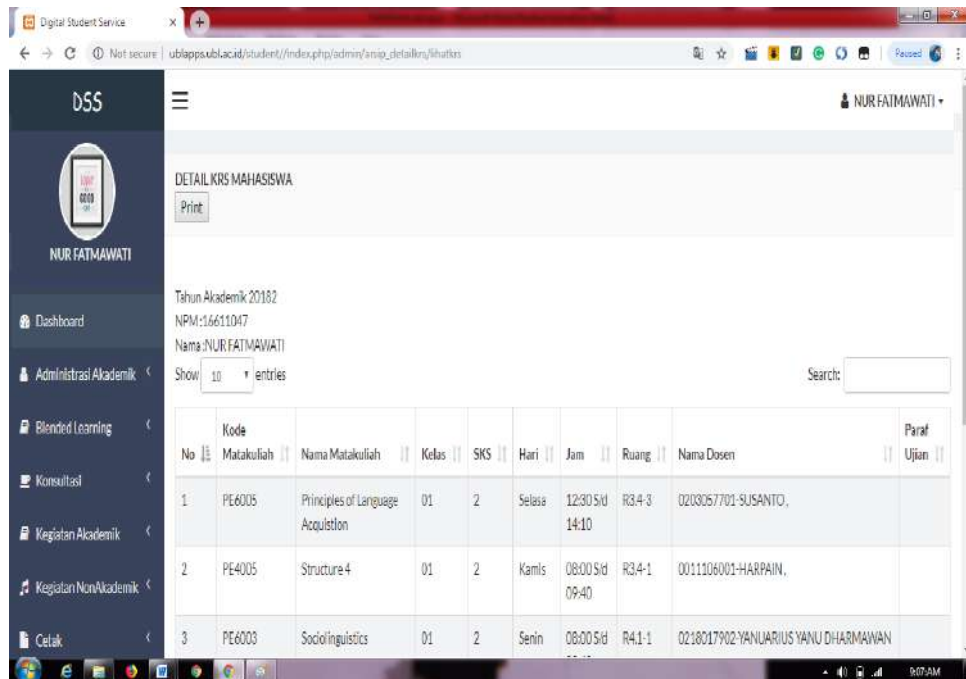 Digital Student Service
Not secure | ublapps.ubl.ac.id/student//index.php/admin/arsip_detailkrs/lihatkrs
Paused
DSS
NUR FATMAWATI
DETAIL KRS MAHASISWA
Print
NUR FATMAWATI
Tahun Akademik 20182
NPM :16611047
Nama :NUR FATMAWATI
Show 10 entries
Search:
Dashboard
Administrasi Akademik
Blended Learning
Konsultasi
Kegiatan Akademik
Kegiatan NonAkademik
Cetak
No Kode Matakuliah Nama Matakuliah Kelas SKS Hari Jam Ruang Nama Dosen Paraf Ujian
1 PE6005 Principles of Language Acquistion 01 2 Selasa 12:30 S/d 14:10 R3.4-3 0203057701-SUSANTO,
2 PE4005 Structure 4 01 2 Kamis 08:00 S/d 09:40 R3.4-1 0011106001-HARPAIN,
3 PE6003 Sociolinguistics 01 2 Senin 08:00 S/d R4.1-1 0218017902-YANUARIUS YANU DHARMAWAN
9:07 AM